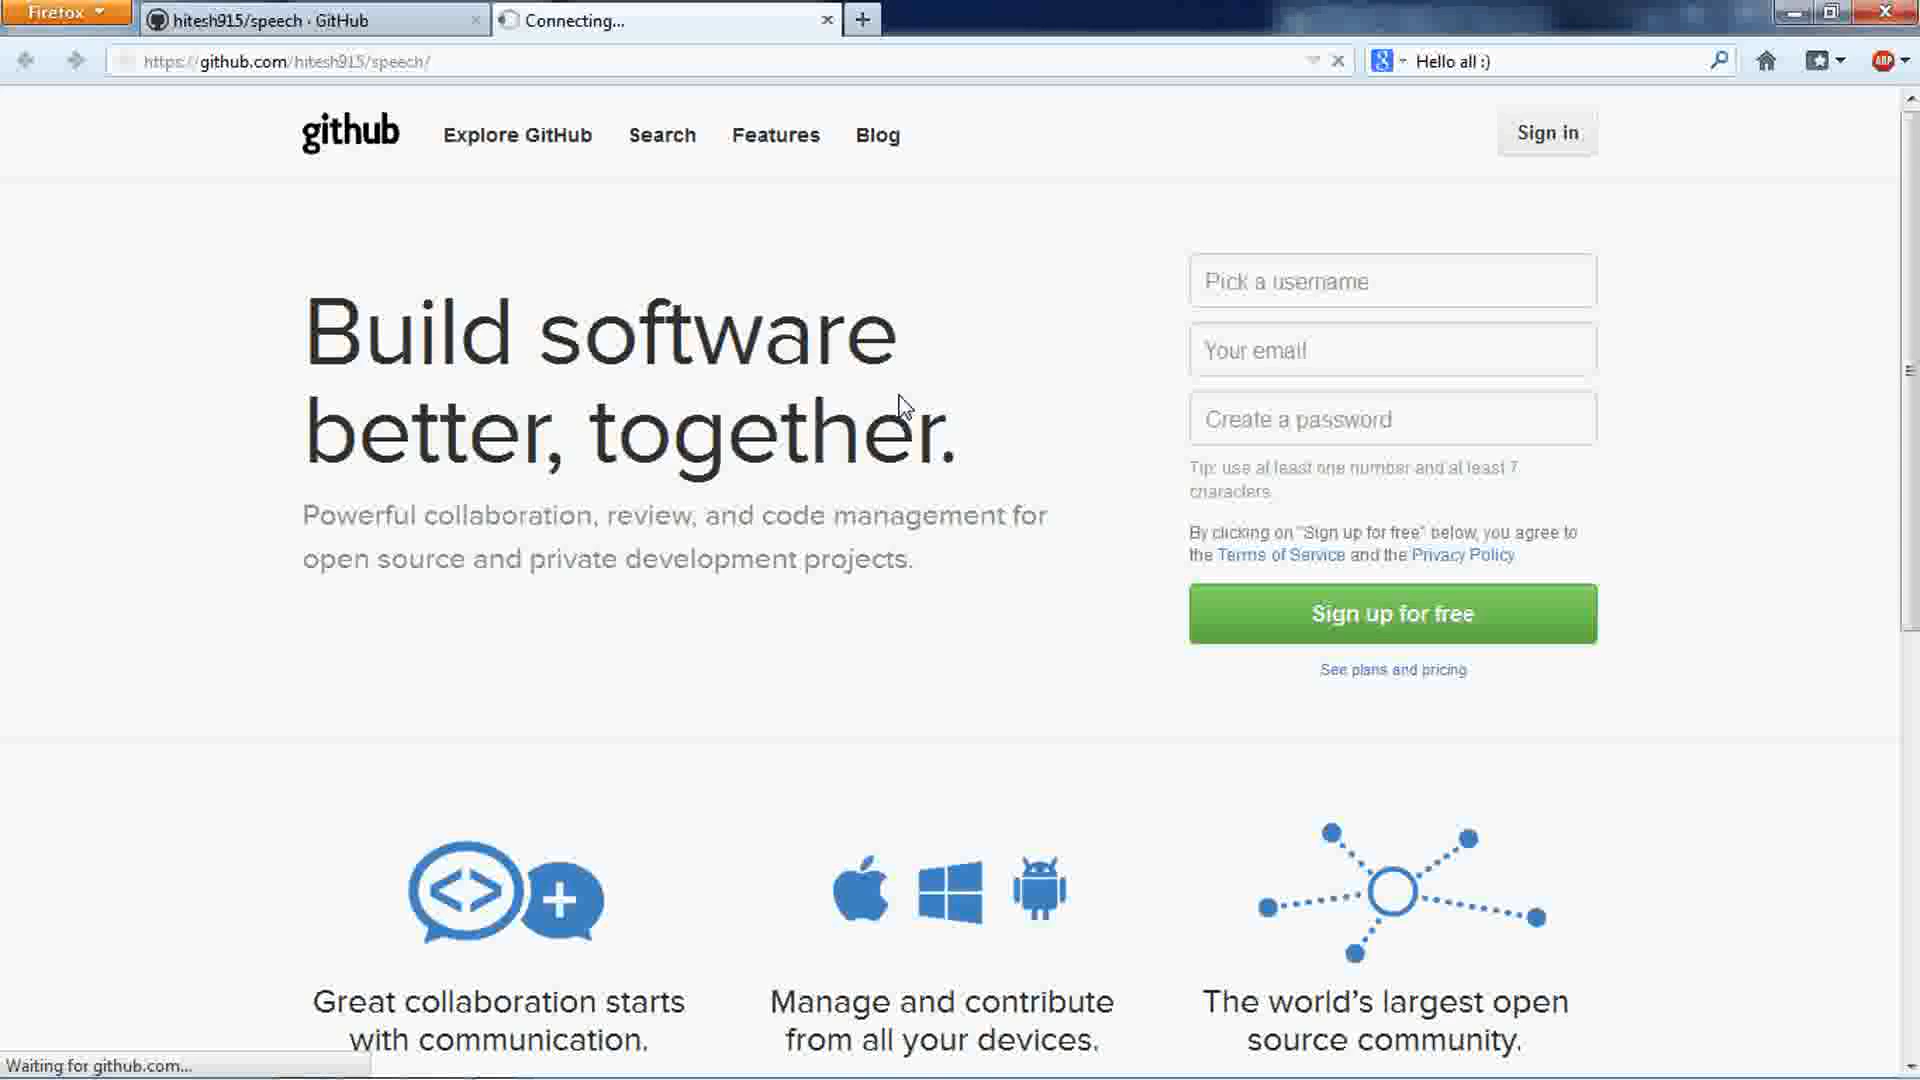 Firefox
hitesh915/speech · GitHub
Connecting...
https://github.com/hitesh915/speech/
Hello all :)
ABP
github
Explore GitHub
Search
Features
Blog
Sign in
Build software
better, together.
Powerful collaboration, review, and code management for
open source and private development projects.
Pick a username
Your email
Create a password
Tip: use at least one number and at least 7
characters.
By clicking on "Sign up for free" below, you agree to
the Terms of Service and the Privacy Policy.
Sign up for free
See plans and pricing
Great collaboration starts
with communication.
Manage and contribute
from all your devices.
The world's largest open
source community.
Waiting for github.com...